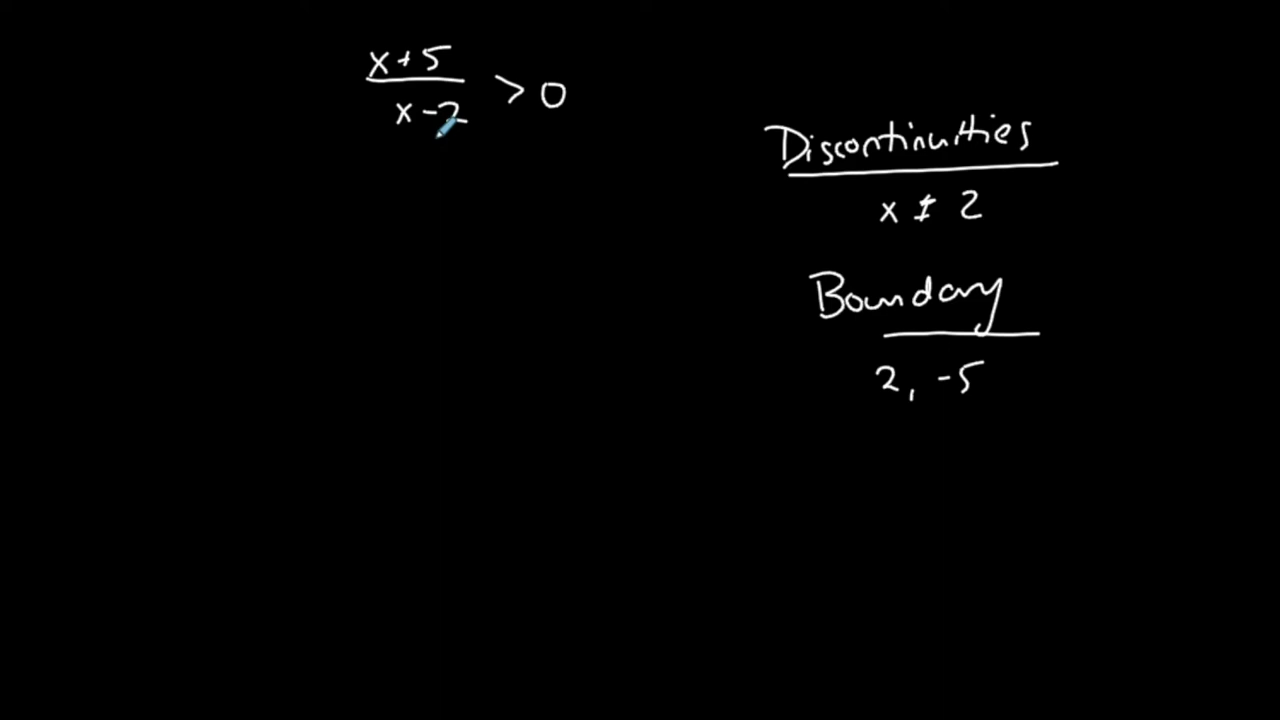 x+5
x-2
> 0
Discontinuities
x ≠ 2
Boundary
2, -5